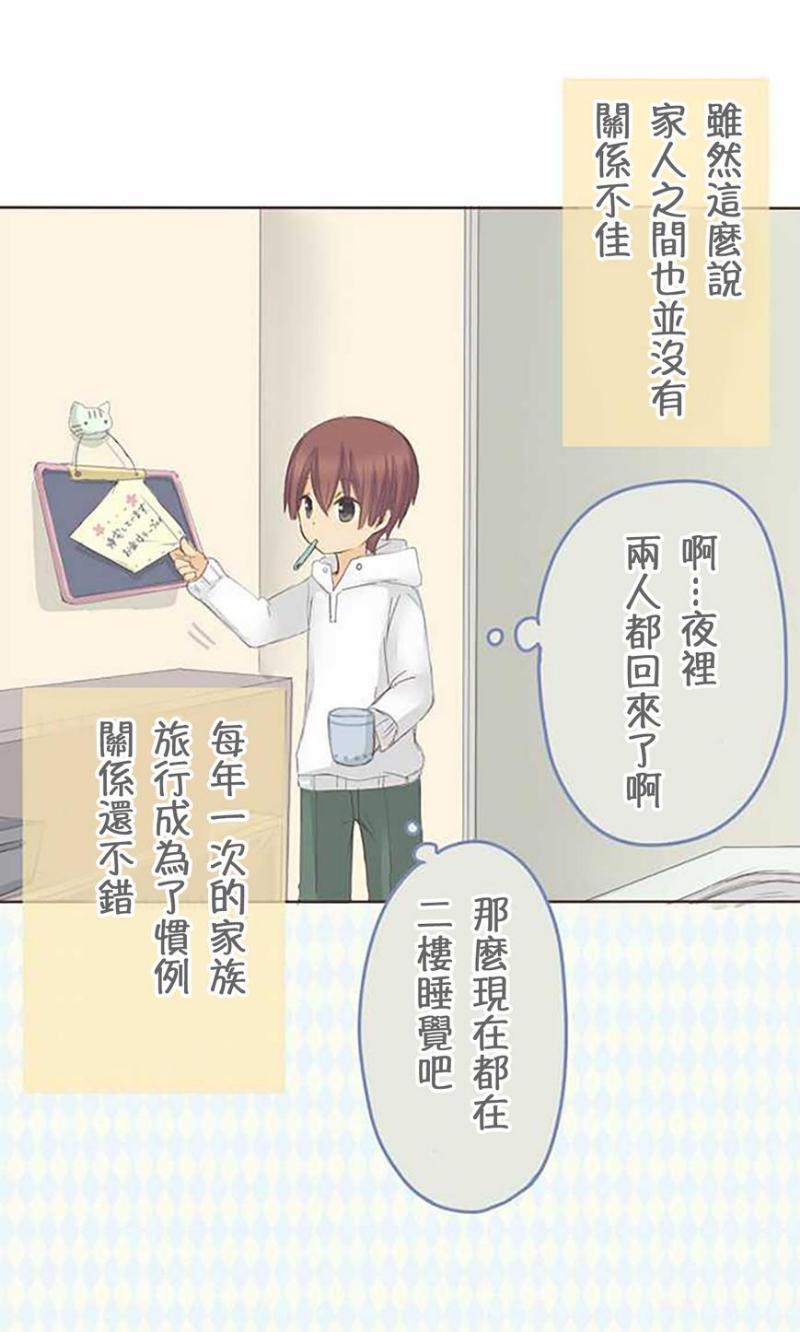 雖然這麼說
家人之間也並沒有
關係不佳
啊…夜裡
兩人都回來了啊
每年一次的家族
旅行成為了慣例
關係還不錯
那麼現在都在
二樓睡覺吧